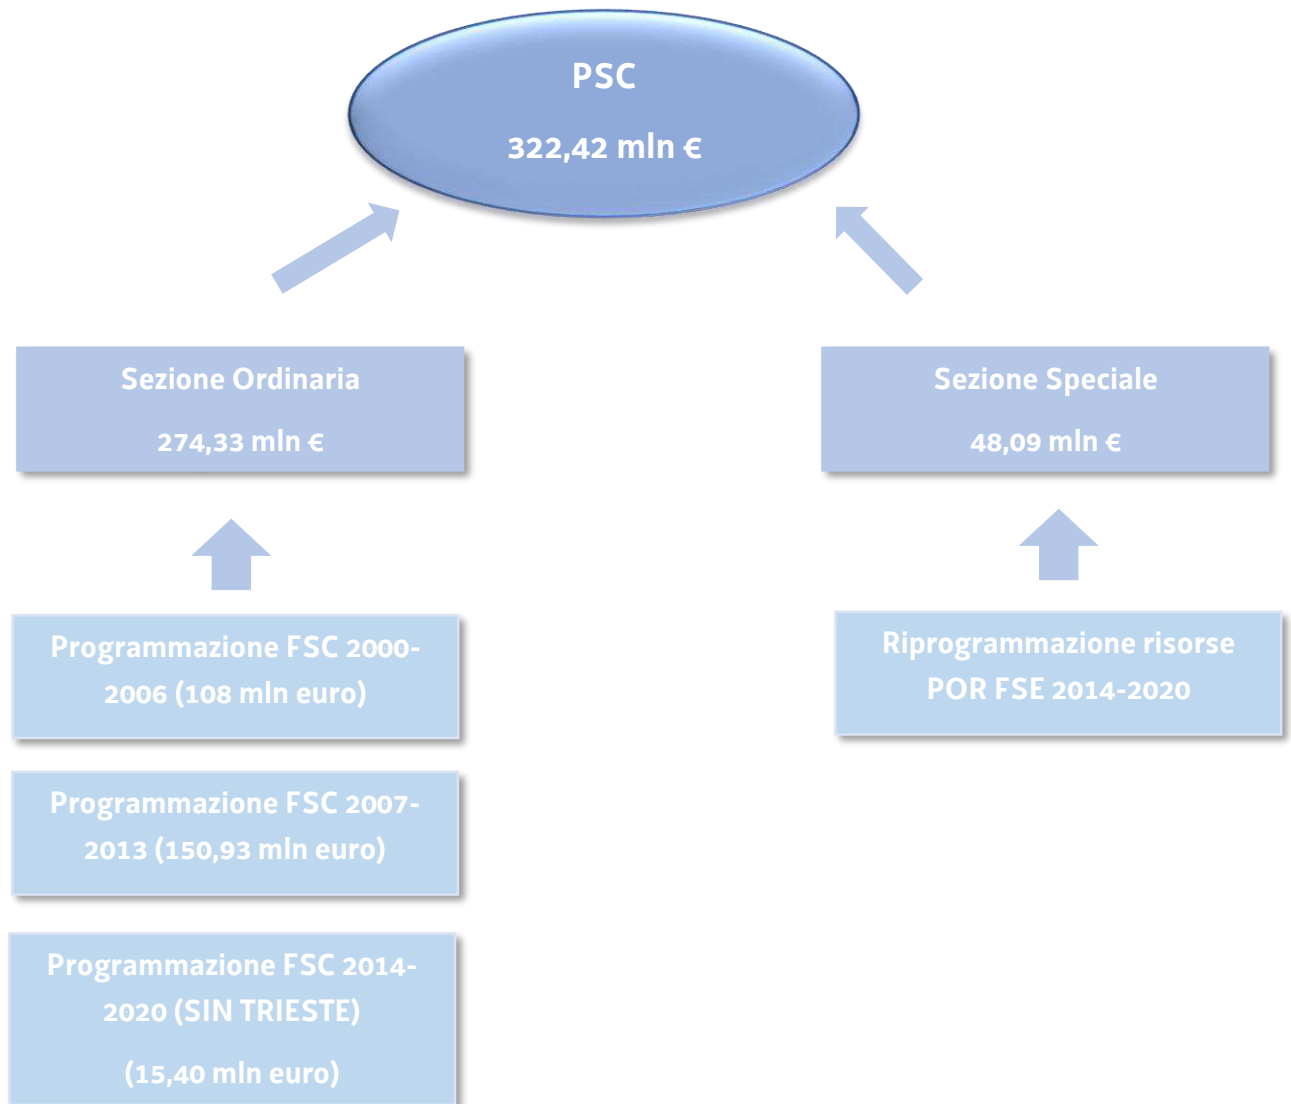 PSC
322,42 mln €
Sezione Ordinaria
274,33 mln €
Sezione Speciale
48,09 mln €
Programmazione FSC 2000-
2006 (108 mln euro)
Riprogrammazione risorse
POR FSE 2014-2020
Programmazione FSC 2007-
2013 (150,93 mln euro)
Programmazione FSC 2014-
2020 (SIN TRIESTE)
(15,40 mln euro)